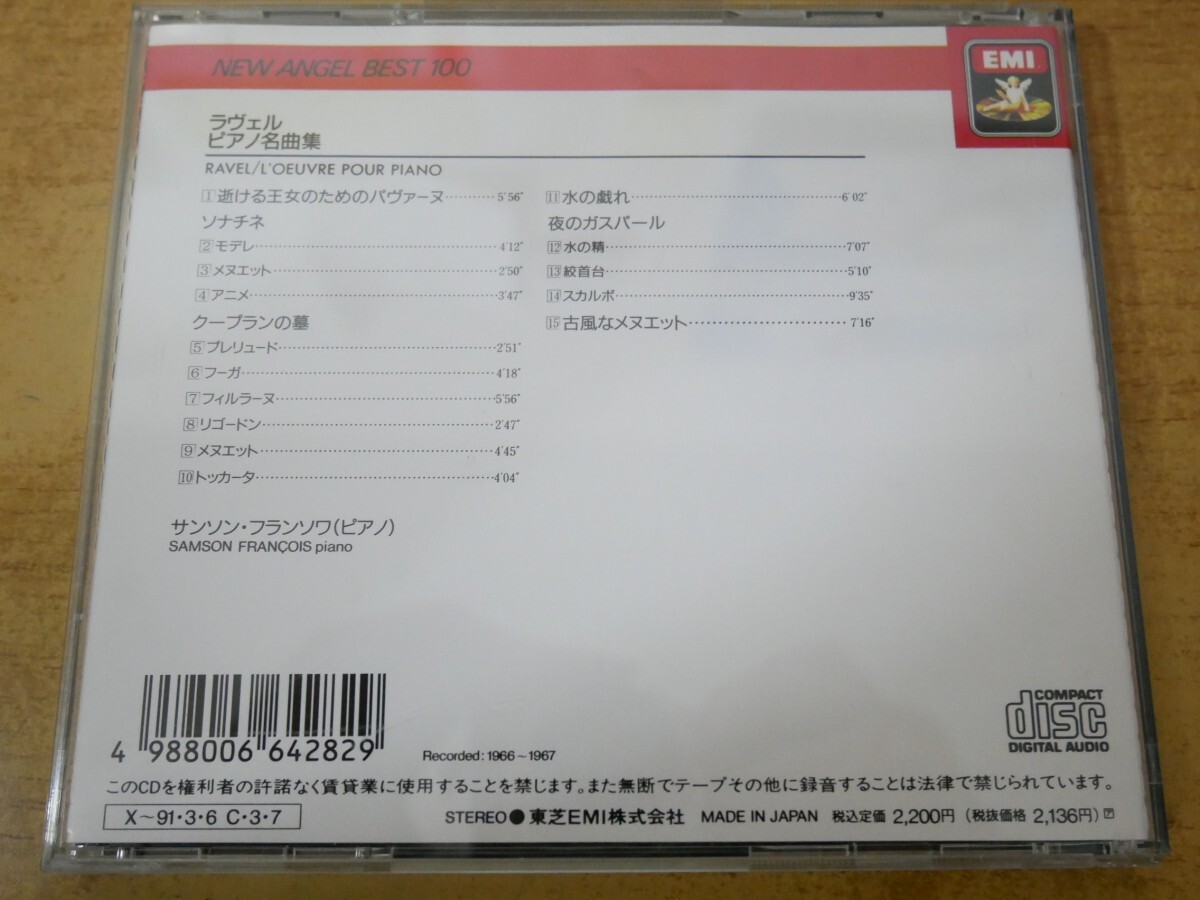 NEW ANGEL BEST 100
EMI
ラヴェル
ピアノ名曲集
RAVEL/L'OEUVRE POUR PIANO
1 逝ける王女のためのパヴァーヌ 5'56"
ソナチネ
2 モデレ 4'12"
3 メヌエット 2'50"
4 アニメ 3'47"
クープランの墓
5 プレリュード 2'51"
6 フーガ 4'18"
7 フィルラーヌ 5'56"
8 リゴードン 2'47"
9 メヌエット 4'45"
10 トッカータ 4'04"
11 水の戯れ 6'02"
夜のガスパール
12 水の精 7'07"
13 絞首台 5'10"
14 スカルボ 9'35"
15 古風なメヌエット 7'16"
サンソン・フランソワ(ピアノ)
SAMSON FRANÇOIS piano
4 988006 642829
Recorded: 1966~1967
COMPACT
disc
DIGITAL AUDIO
このCDを権利者の許諾なく賃貸業に使用することを禁じます。また無断でテープその他に録音することは法律で禁じられています。
X~91・3・6 C・3・7
STEREO●東芝EMI株式会社 MADE IN JAPAN 税込定価 2,200円 (税抜価格 2,136円) Ⓟ